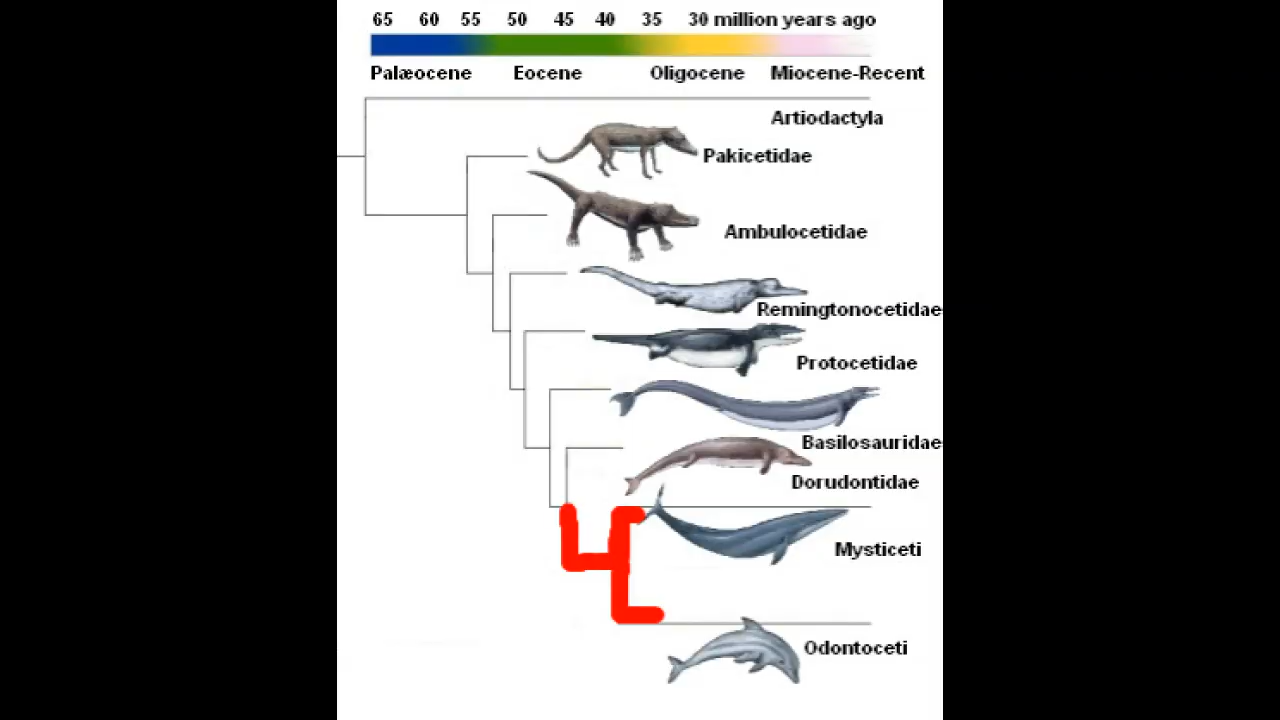 65 60 55 50 45 40 35 30 million years ago
Palæocene Eocene Oligocene Miocene-Recent
Artiodactyla
Pakicetidae
Ambulocetidae
Remingtonocetidae
Protocetidae
Basilosauridae
Dorudontidae
Mysticeti
Odontoceti